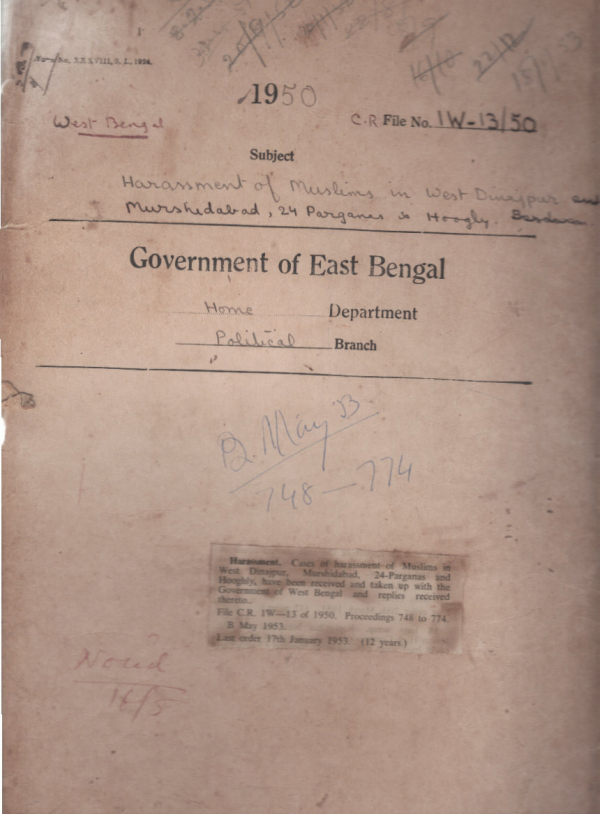 1950
West Bengal
C.R File No. 1W-13/50
Subject
Harassment of Muslims in West Dinajpur and
Murshedabad, 24 Parganas & Hoogly. Burdwan
Government of East Bengal
Home Department
Political Branch
B. May '53
748-774
Harassment. Cases of harassment of Muslims in
West Dinajpur, Murshidabad, 24-Parganas and
Hooghly, have been received and taken up with the
Government of West Bengal and replies received
thereto.
File C.R. 1W-13 of 1950. Proceedings 748 to 774
B May 1953.
Last order 17th January 1953. (12 years.)
Noted
16/5